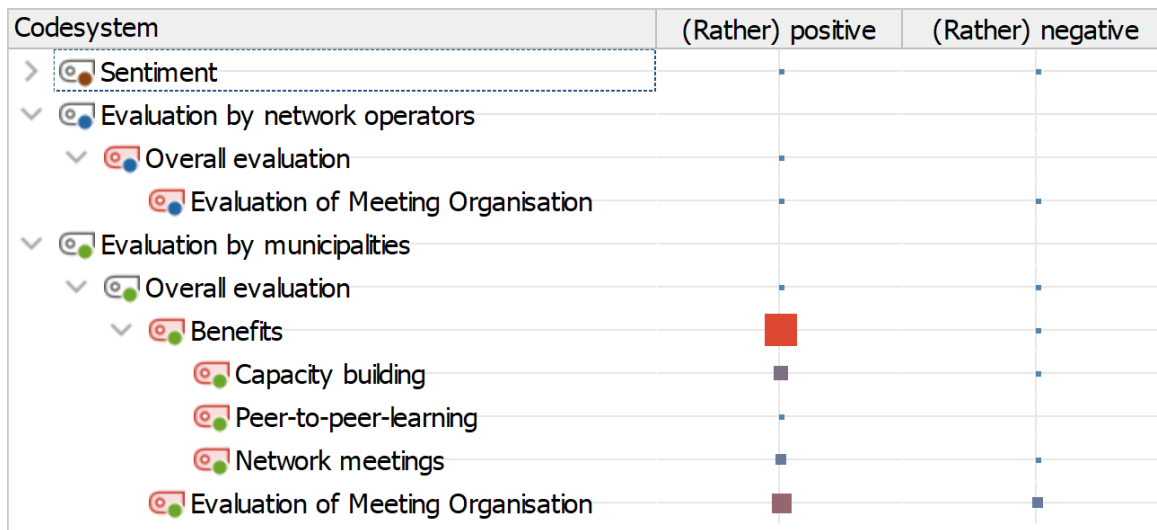 Codesystem (Rather) positive (Rather) negative
Sentiment
Evaluation by network operators
Overall evaluation
Evaluation of Meeting Organisation
Evaluation by municipalities
Overall evaluation
Benefits
Capacity building
Peer-to-peer-learning
Network meetings
Evaluation of Meeting Organisation